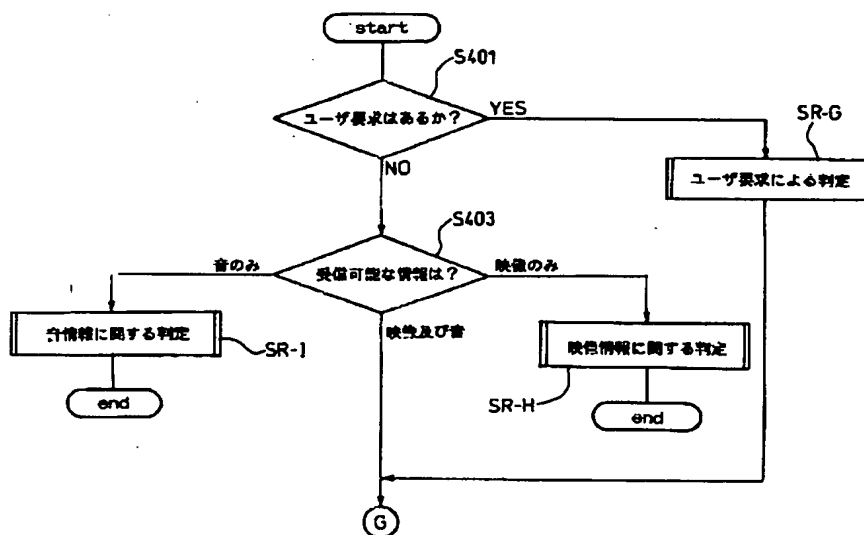 start
S401
ユーザ要求はあるか?
YES
NO
SR-G
ユーザ要求による判定
S403
受信可能な情報は?
音のみ
映像のみ
映像及び音
音情報に関する判定
SR-I
end
映像情報に関する判定
SR-H
end
G